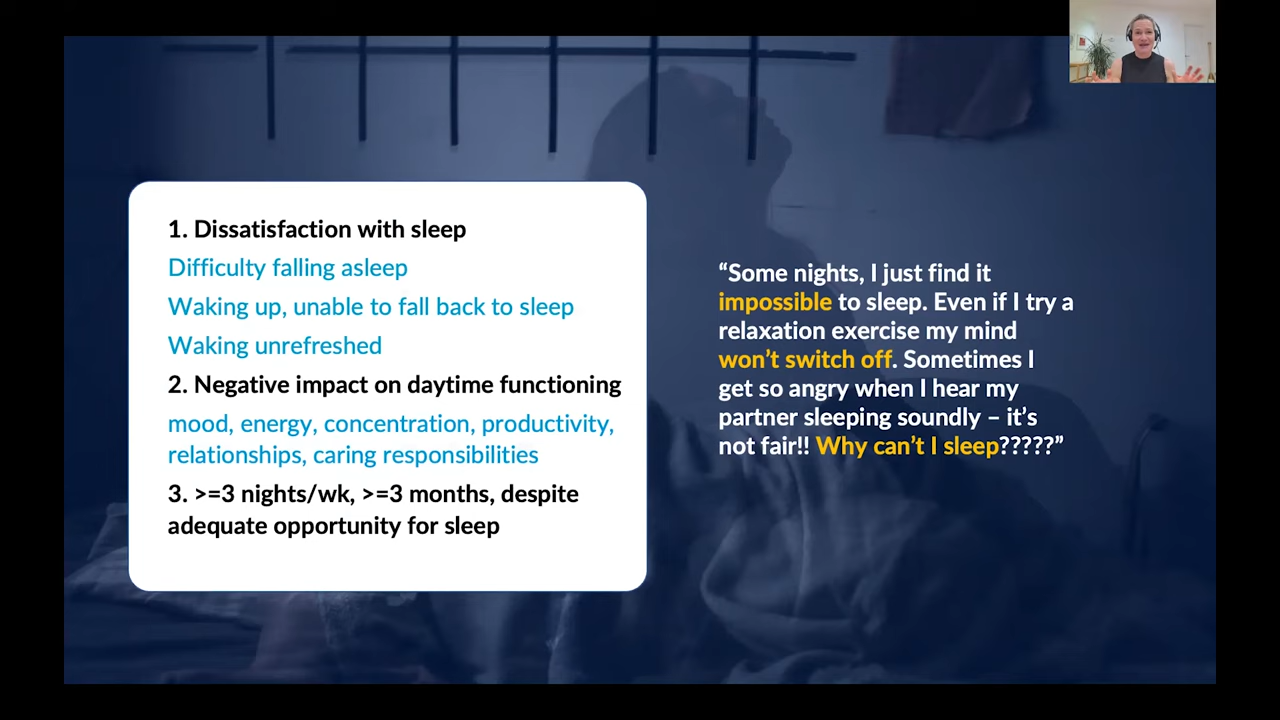 1. Dissatisfaction with sleep
Difficulty falling asleep
Waking up, unable to fall back to sleep
Waking unrefreshed
2. Negative impact on daytime functioning
mood, energy, concentration, productivity,
relationships, caring responsibilities
3. >=3 nights/wk, >=3 months, despite
adequate opportunity for sleep
“Some nights, I just find it
impossible to sleep. Even if I try a
relaxation exercise my mind
won’t switch off. Sometimes I
get so angry when I hear my
partner sleeping soundly – it’s
not fair!! Why can’t I sleep?????”